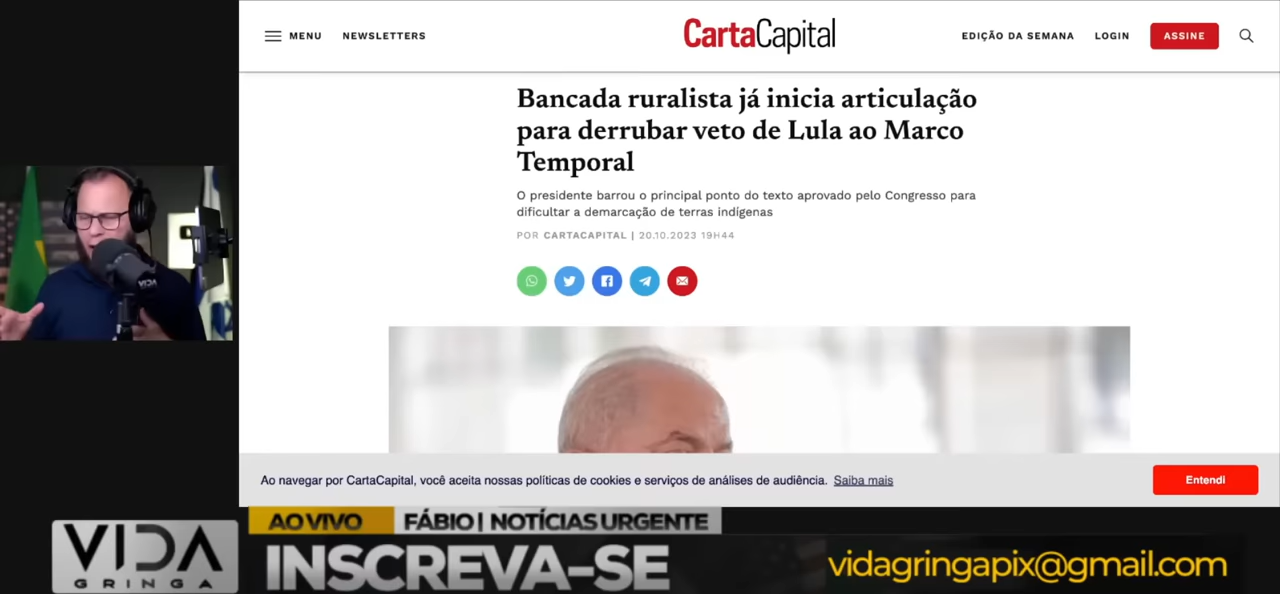 MENU
NEWSLETTERS
CartaCapital
EDIÇÃO DA SEMANA
LOGIN
ASSINE
Bancada ruralista já inicia articulação
para derrubar veto de Lula ao Marco
Temporal
O presidente barrou o principal ponto do texto aprovado pelo Congresso para
dificultar a demarcação de terras indígenas
POR CARTACAPITAL | 20.10.2023 19H44
VIDA
Ao navegar por CartaCapital, você aceita nossas políticas de cookies e serviços de análises de audiência. Saiba mais
Entendi
AO VIVO
FÁBIO | NOTÍCIAS URGENTE
VIDA
GRINGA
INSCREVA-SE
vidagringapix@gmail.com